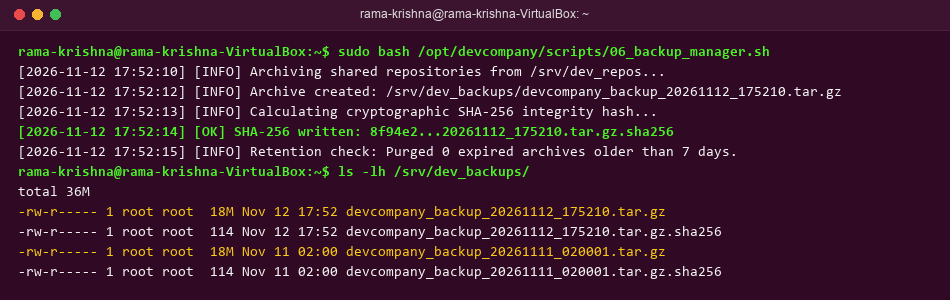 rama-krishna@rama-krishna-VirtualBox: ~
rama-krishna@rama-krishna-VirtualBox:~$ sudo bash /opt/devcompany/scripts/06_backup_manager.sh
[2026-11-12 17:52:10] [INFO] Archiving shared repositories from /srv/dev_repos...
[2026-11-12 17:52:12] [INFO] Archive created: /srv/dev_backups/devcompany_backup_20261112_175210.tar.gz
[2026-11-12 17:52:13] [INFO] Calculating cryptographic SHA-256 integrity hash...
[2026-11-12 17:52:14] [OK] SHA-256 written: 8f94e2...20261112_175210.tar.gz.sha256
[2026-11-12 17:52:15] [INFO] Retention check: Purged 0 expired archives older than 7 days.
rama-krishna@rama-krishna-VirtualBox:~$ ls -lh /srv/dev_backups/
total 36M
-rw-r----- 1 root root  18M Nov 12 17:52 devcompany_backup_20261112_175210.tar.gz
-rw-r----- 1 root root  114 Nov 12 17:52 devcompany_backup_20261112_175210.tar.gz.sha256
-rw-r----- 1 root root  18M Nov 11 02:00 devcompany_backup_20261111_020001.tar.gz
-rw-r----- 1 root root  114 Nov 11 02:00 devcompany_backup_20261111_020001.tar.gz.sha256